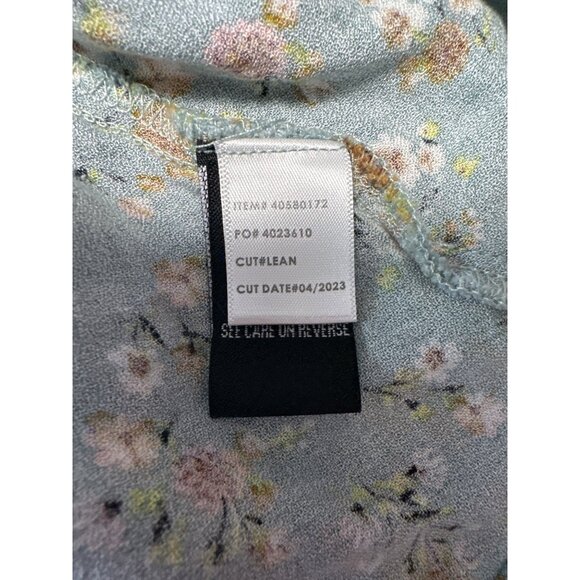 ITEM# 40580172
PO# 4023610
CUT#LEAN
CUT DATE#04/2023
SEE CARE ON REVERSE